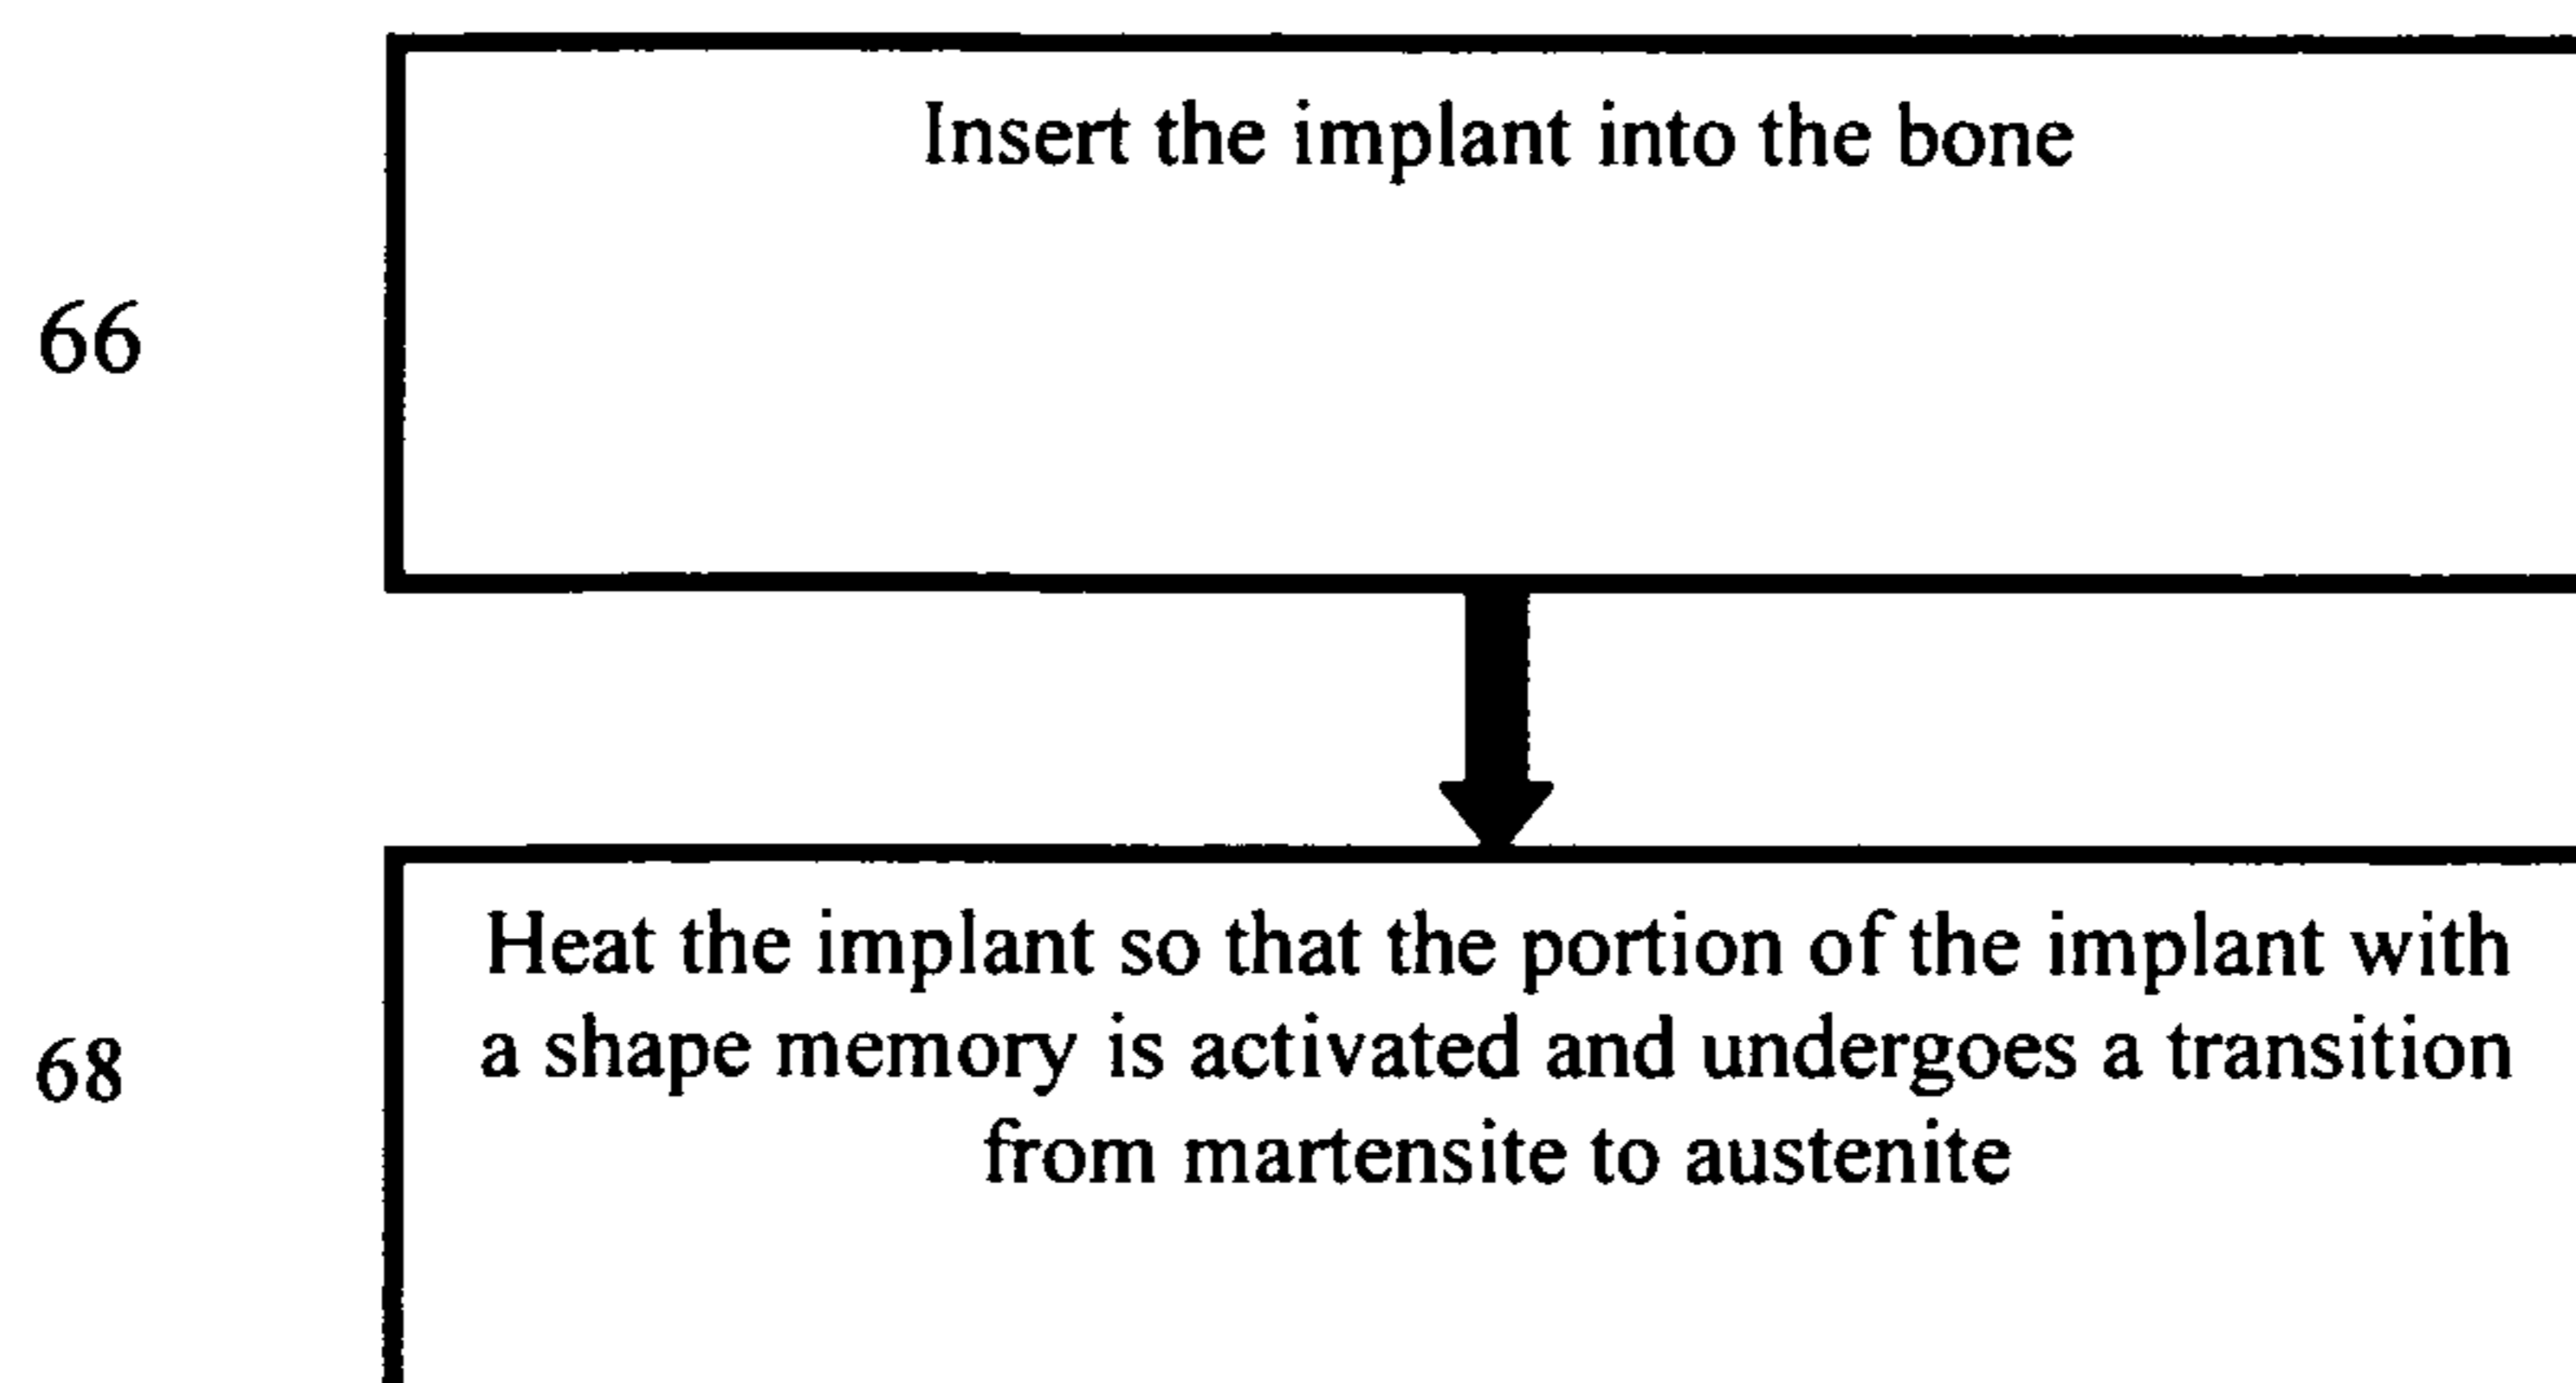 Insert the implant into the bone
66
Heat the implant so that the portion of the implant with
a shape memory is activated and undergoes a transition
from martensite to austenite
68